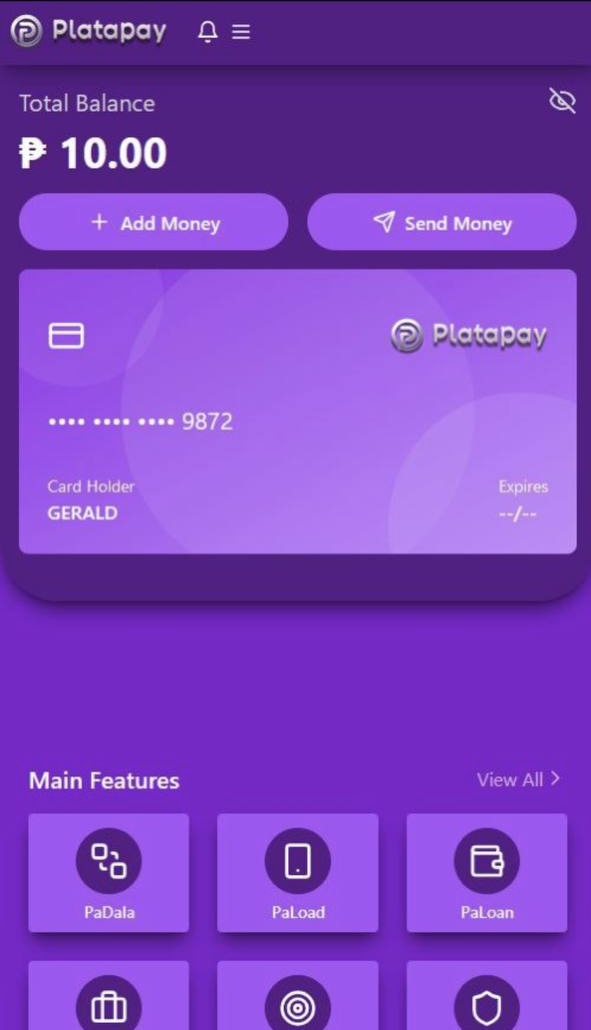 Platapay
Total Balance
₱ 10.00
+ Add Money
Send Money
Platapay
•••• •••• •••• 9872
Card Holder
Expires
GERALD
--/--
Main Features
View All >
PaDala
PaLoad
PaLoan